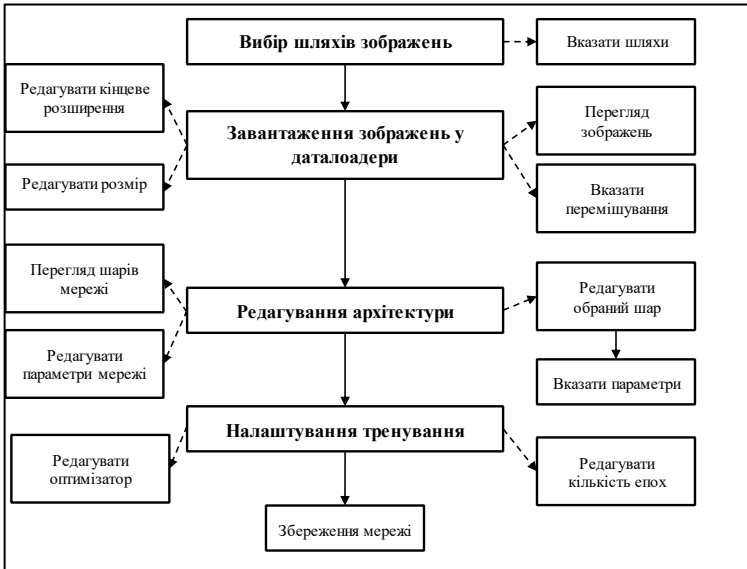 Вибір шляхів зображень
Вказати шляхи
Редагувати кінцеве
розширення
Завантаження зображень у
даталоадери
Перегляд
зображень
Редагувати розмір
Вказати
перемішування
Перегляд шарів
мережі
Редагування архітектури
Редагувати
обраний шар
Редагувати
параметри мережі
Вказати параметри
Налаштування тренування
Редагувати
оптимізатор
Редагувати
кількість епох
Збереження мережі